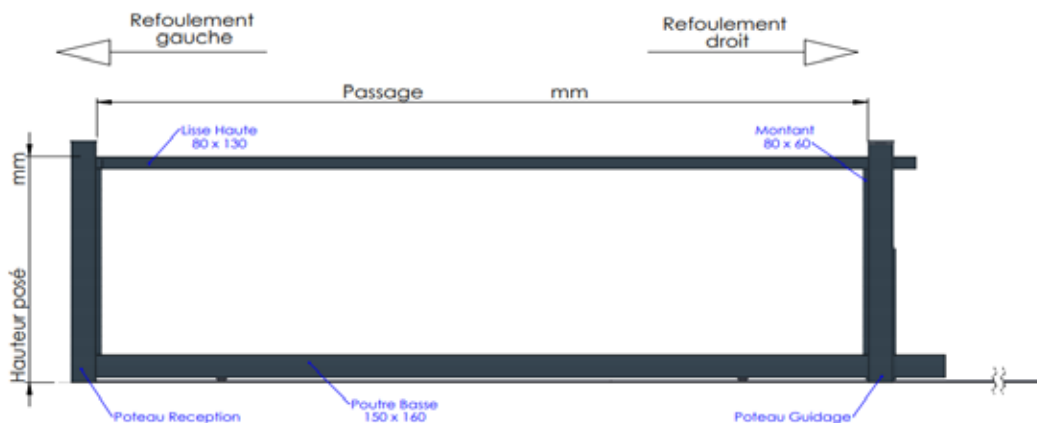 Refoulement
gauche
Refoulement
droit
Passage mm
Lisse Haute
80 x 130
Montant
80 x 60
mm
Hauteur posé
Poteau Reception
Poutre Basse
150 x 160
Poteau Guidage